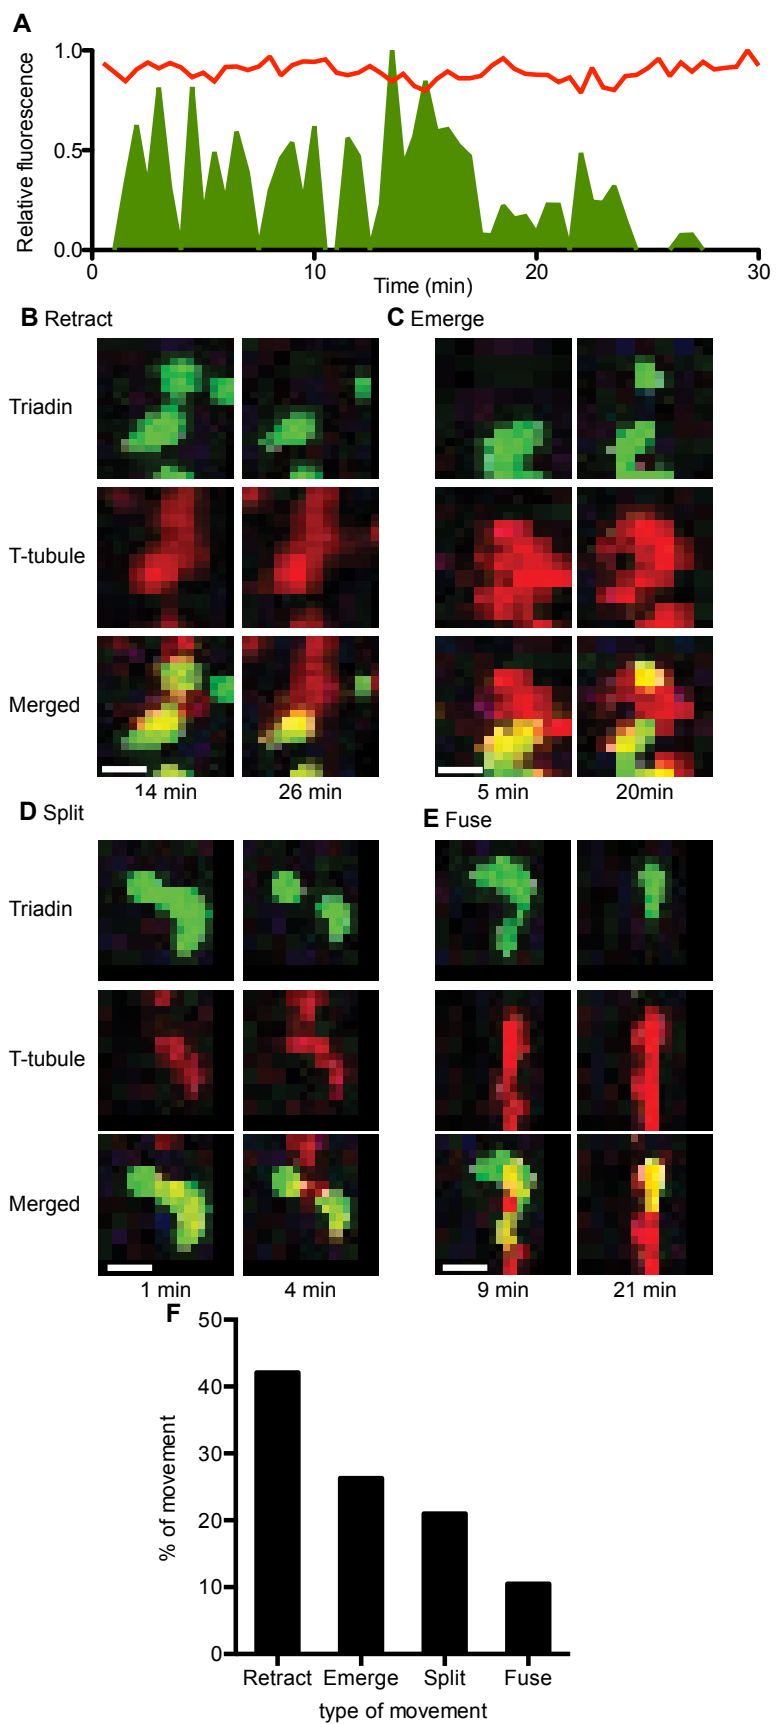 A
Relative fluorescence
1.0
0.5
0.0
0 10 20 30
Time (min)
B Retract
C Emerge
Triadin
T-tubule
Merged
14 min 26 min 5 min 20min
D Split
E Fuse
Triadin
T-tubule
Merged
1 min 4 min 9 min 21 min
F
% of movement
50
40
30
20
10
0
Retract Emerge Split Fuse
type of movement